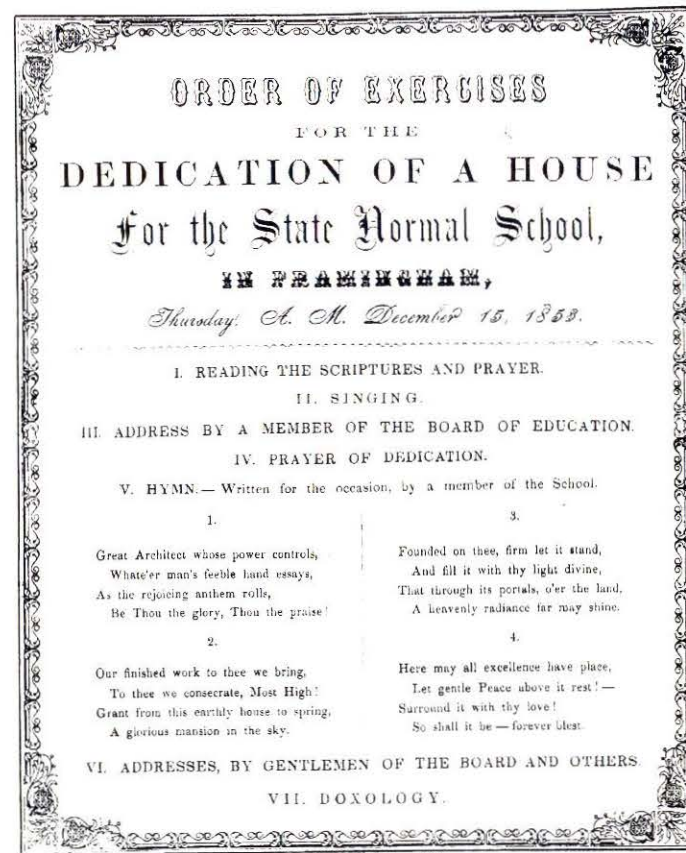 ORDER OF EXERCISES
FOR THE
DEDICATION OF A HOUSE
For the State Normal School,
IN FRAMINGHAM,
Thursday. A. M. December 15, 1853.
I. READING THE SCRIPTURES AND PRAYER.
II. SINGING.
III. ADDRESS BY A MEMBER OF THE BOARD OF EDUCATION.
IV. PRAYER OF DEDICATION.
V. HYMN.— Written for the occasion, by a member of the School.
1.
Great Architect whose power controls,
Whate'er man's feeble hand essays,
As the rejoicing anthem rolls,
Be Thou the glory, Thou the praise!
2.
Our finished work to thee we bring,
To thee we consecrate, Most High!
Grant from this earthly house to spring,
A glorious mansion in the sky.
3.
Founded on thee, firm let it stand,
And fill it with thy light divine,
That through its portals, o'er the land,
A heavenly radiance far may shine.
4.
Here may all excellence have place,
Let gentle Peace above it rest!—
Surround it with thy love!
So shall it be — forever blest.
VI. ADDRESSES, BY GENTLEMEN OF THE BOARD AND OTHERS.
VII. DOXOLOGY.